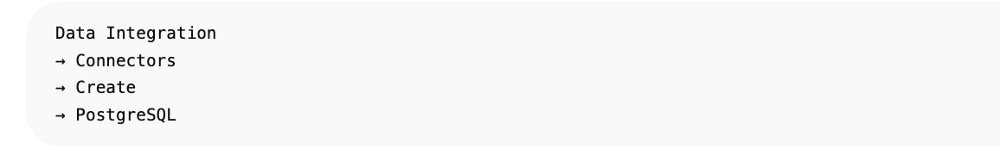 Data Integration
→ Connectors
→ Create
→ PostgreSQL